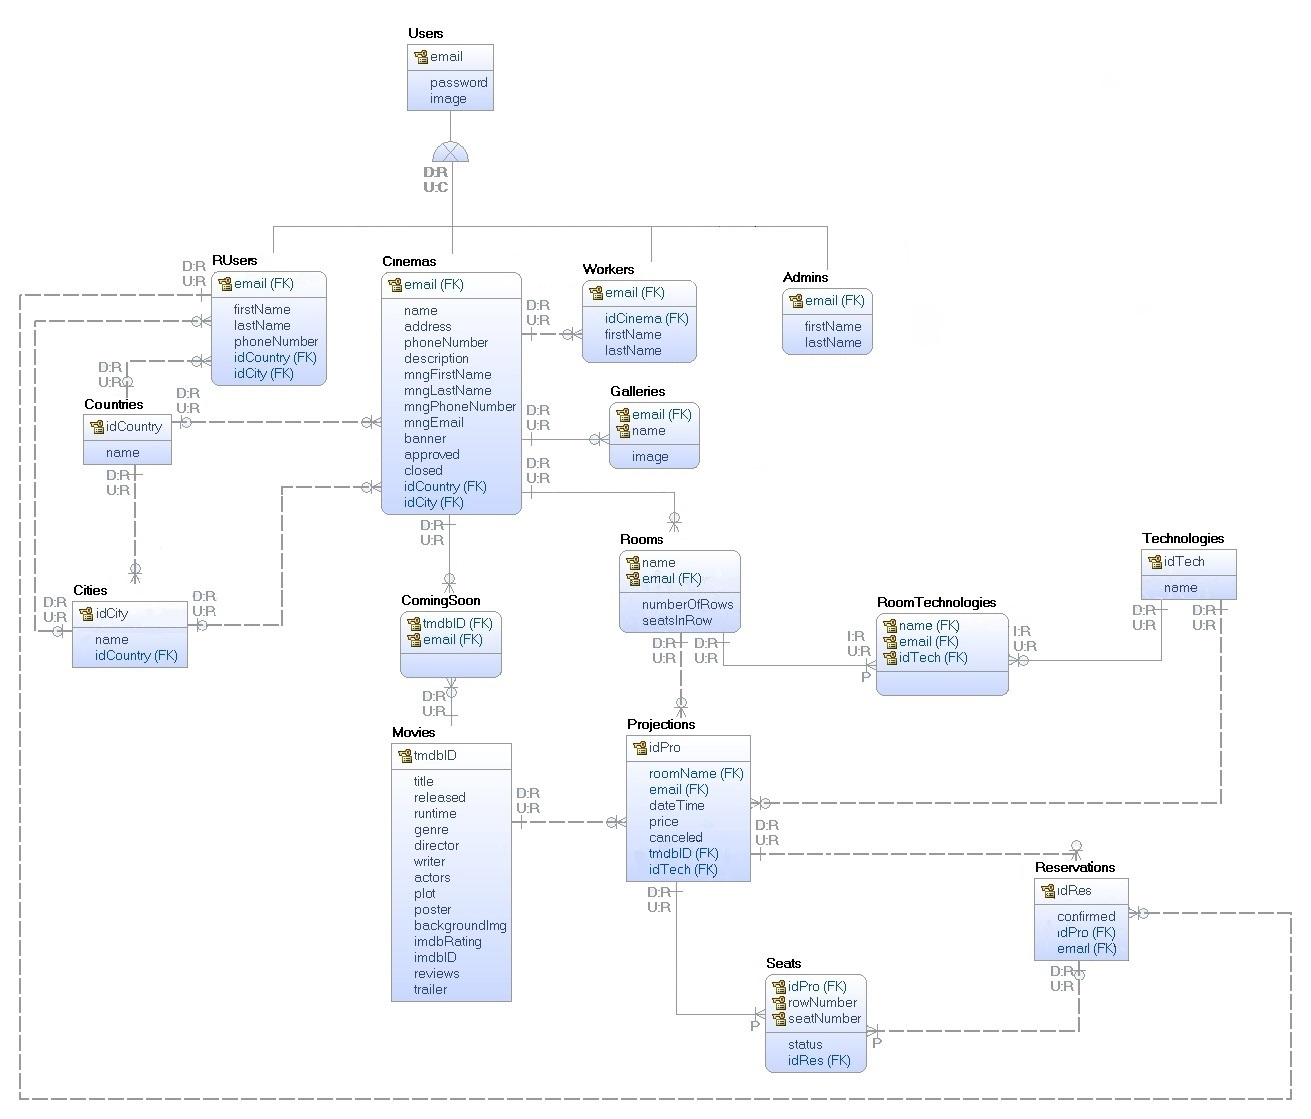 Users
email
password
image
D:R
U:C
RUsers
email (FK)
firstName
lastName
phoneNumber
idCountry (FK)
idCity (FK)
D:R
U:R
Cinemas
email (FK)
name
address
phoneNumber
description
mngFirstName
mngLastName
mngPhoneNumber
mngEmail
banner
approved
closed
idCountry (FK)
idCity (FK)
D:R
U:R
Workers
email (FK)
idCinema (FK)
firstName
lastName
Admins
email (FK)
firstName
lastName
D:R
U:R
Galleries
email (FK)
name
image
D:R
U:R
D:R
U:R
D:R
U:R
Countries
idCountry
name
D:R
U:R
D:R
U:R
Cities
idCity
name
idCountry (FK)
D:R
U:R
D:R
U:R
D:R
U:R
ComingSoon
tmdbID (FK)
email (FK)
D:R
U:R
Rooms
name
email (FK)
numberOfRows
seatsInRow
D:R
U:R
D:R
U:R
RoomTechnologies
name (FK)
email (FK)
idTech (FK)
I:R
U:R
P
I:R
U:R
Technologies
idTech
name
D:R
U:R
D:R
U:R
Movies
tmdbID
title
released
runtime
genre
director
writer
actors
plot
poster
backgroundImg
imdbRating
imdbID
reviews
trailer
D:R
U:R
Projections
idPro
roomName (FK)
email (FK)
dateTime
price
canceled
tmdbID (FK)
idTech (FK)
D:R
U:R
D:R
U:R
Reservations
idRes
confirmed
idPro (FK)
email (FK)
D:R
U:R
Seats
idPro (FK)
rowNumber
seatNumber
status
idRes (FK)
P
P